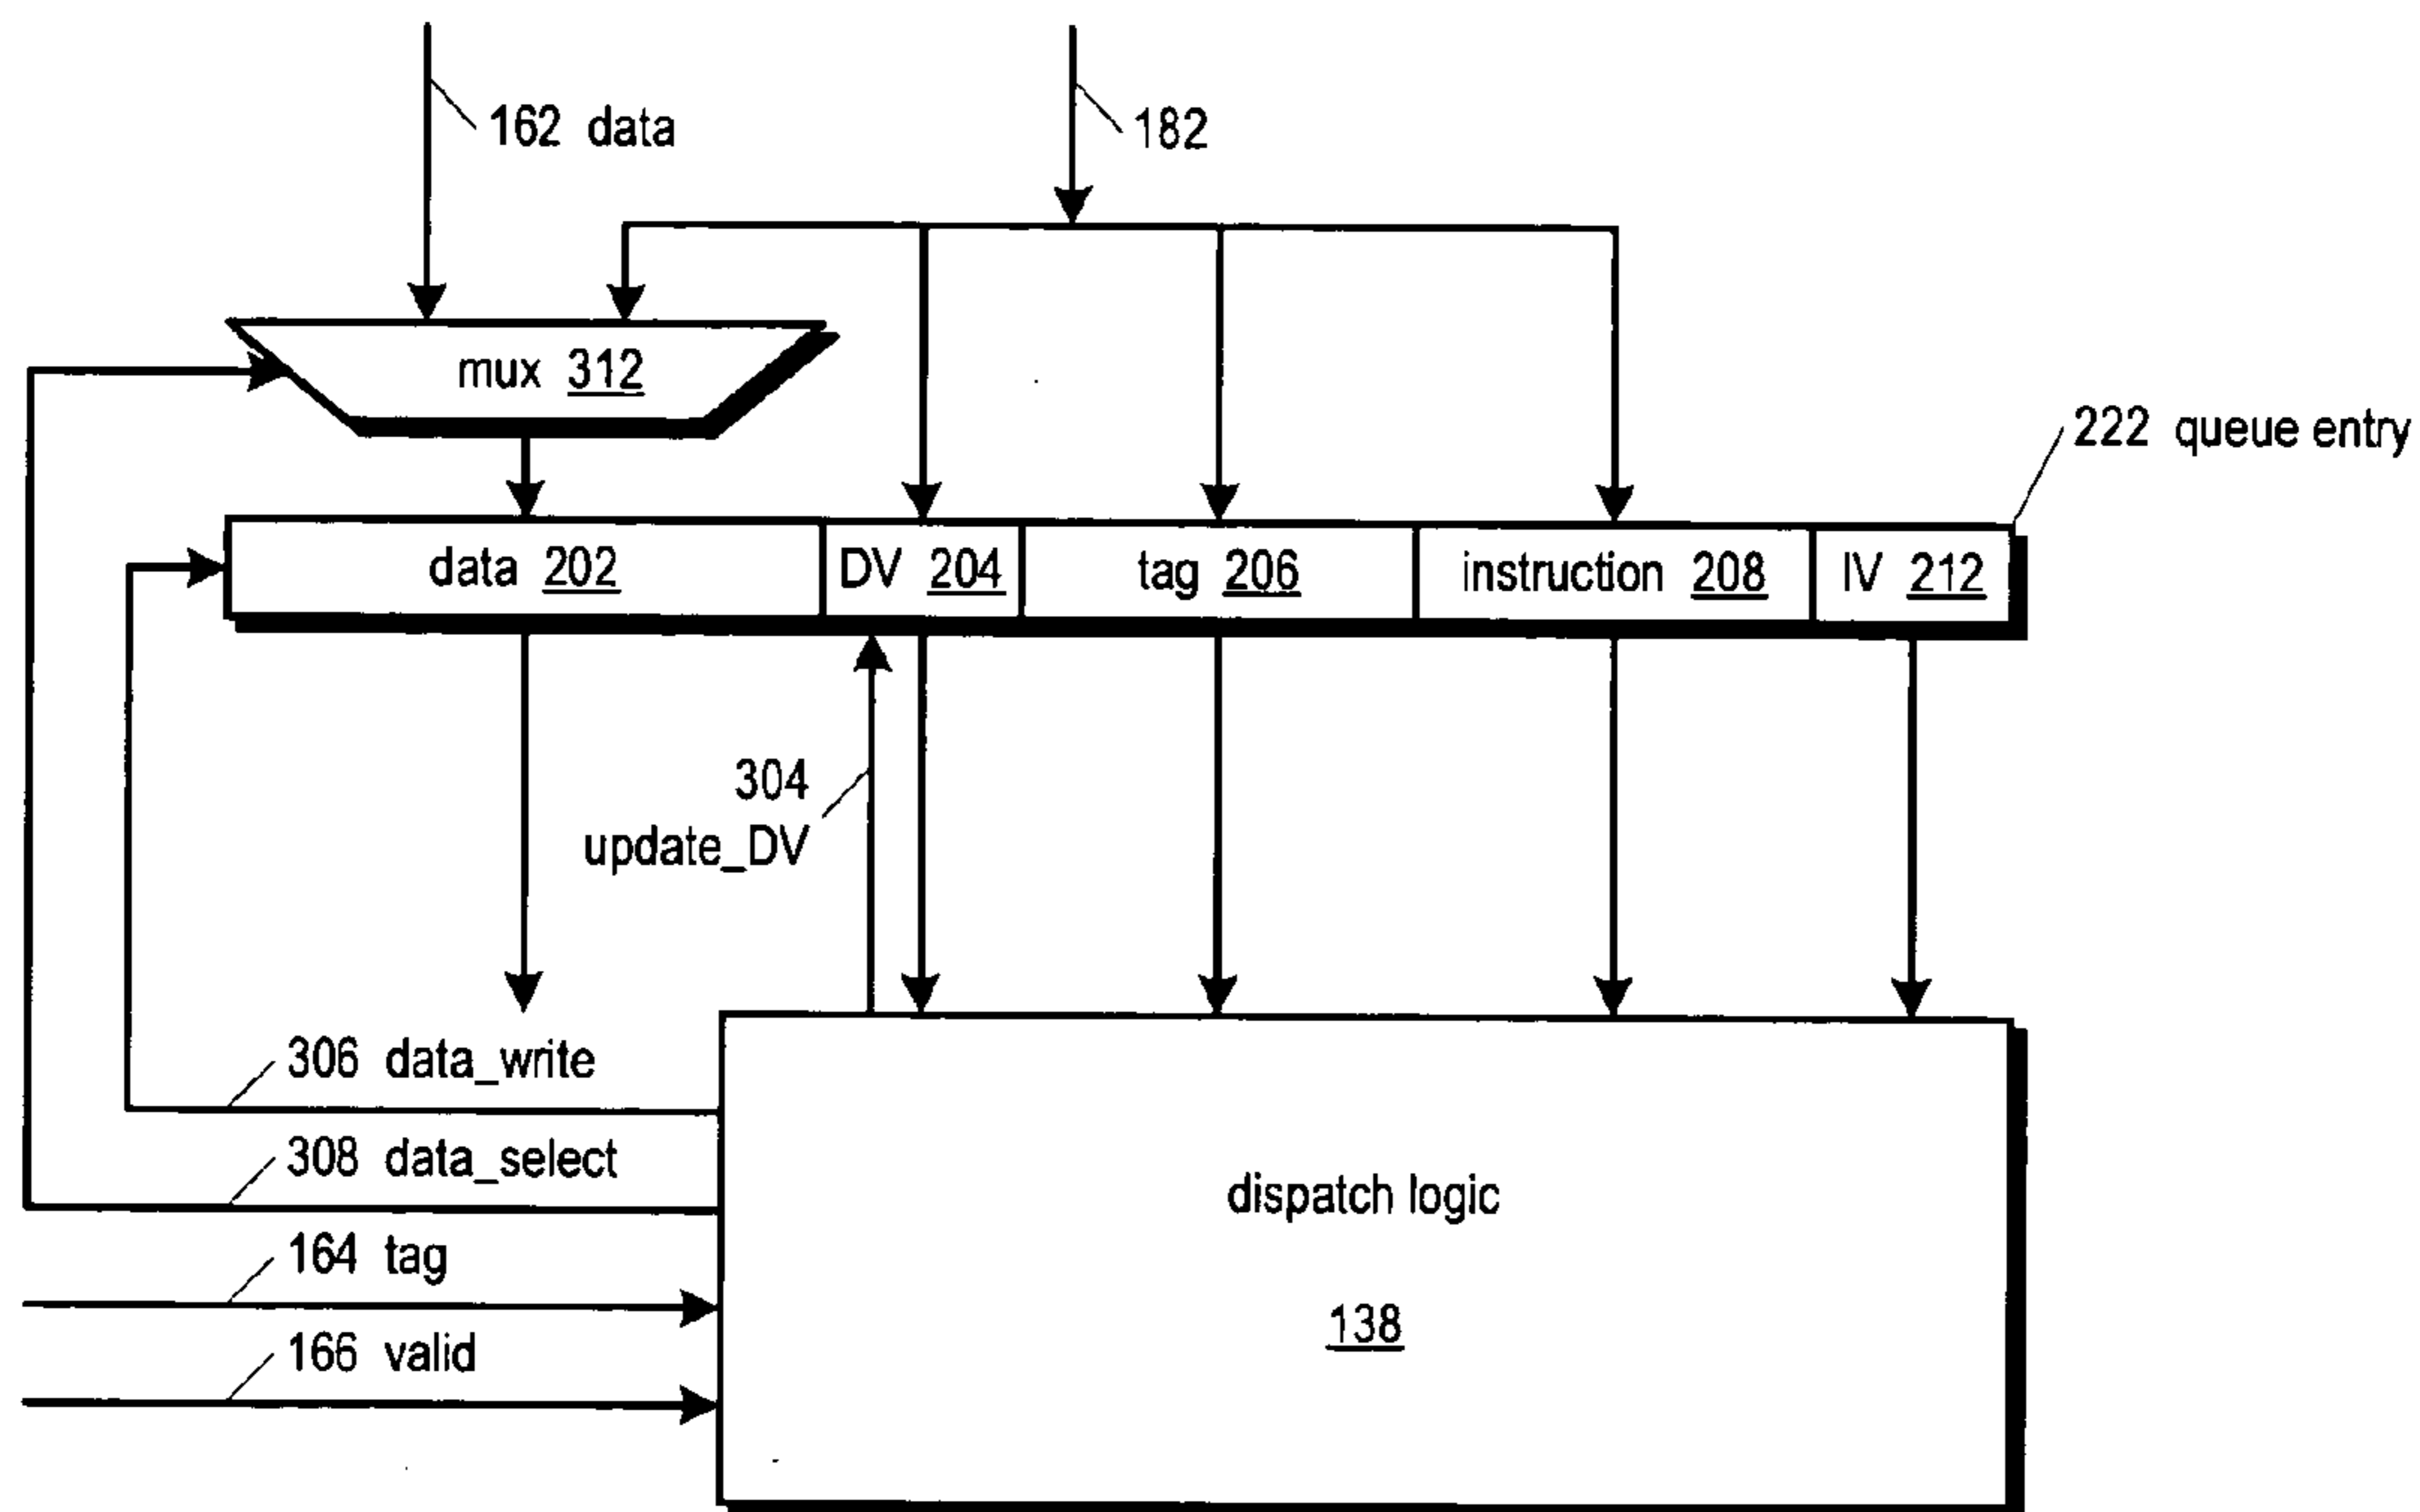 162 data
182
mux 312
222 queue entry
data 202
DV 204
tag 206
instruction 208
IV 212
304
update_DV
306 data_write
308 data_select
164 tag
166 valid
dispatch logic
138